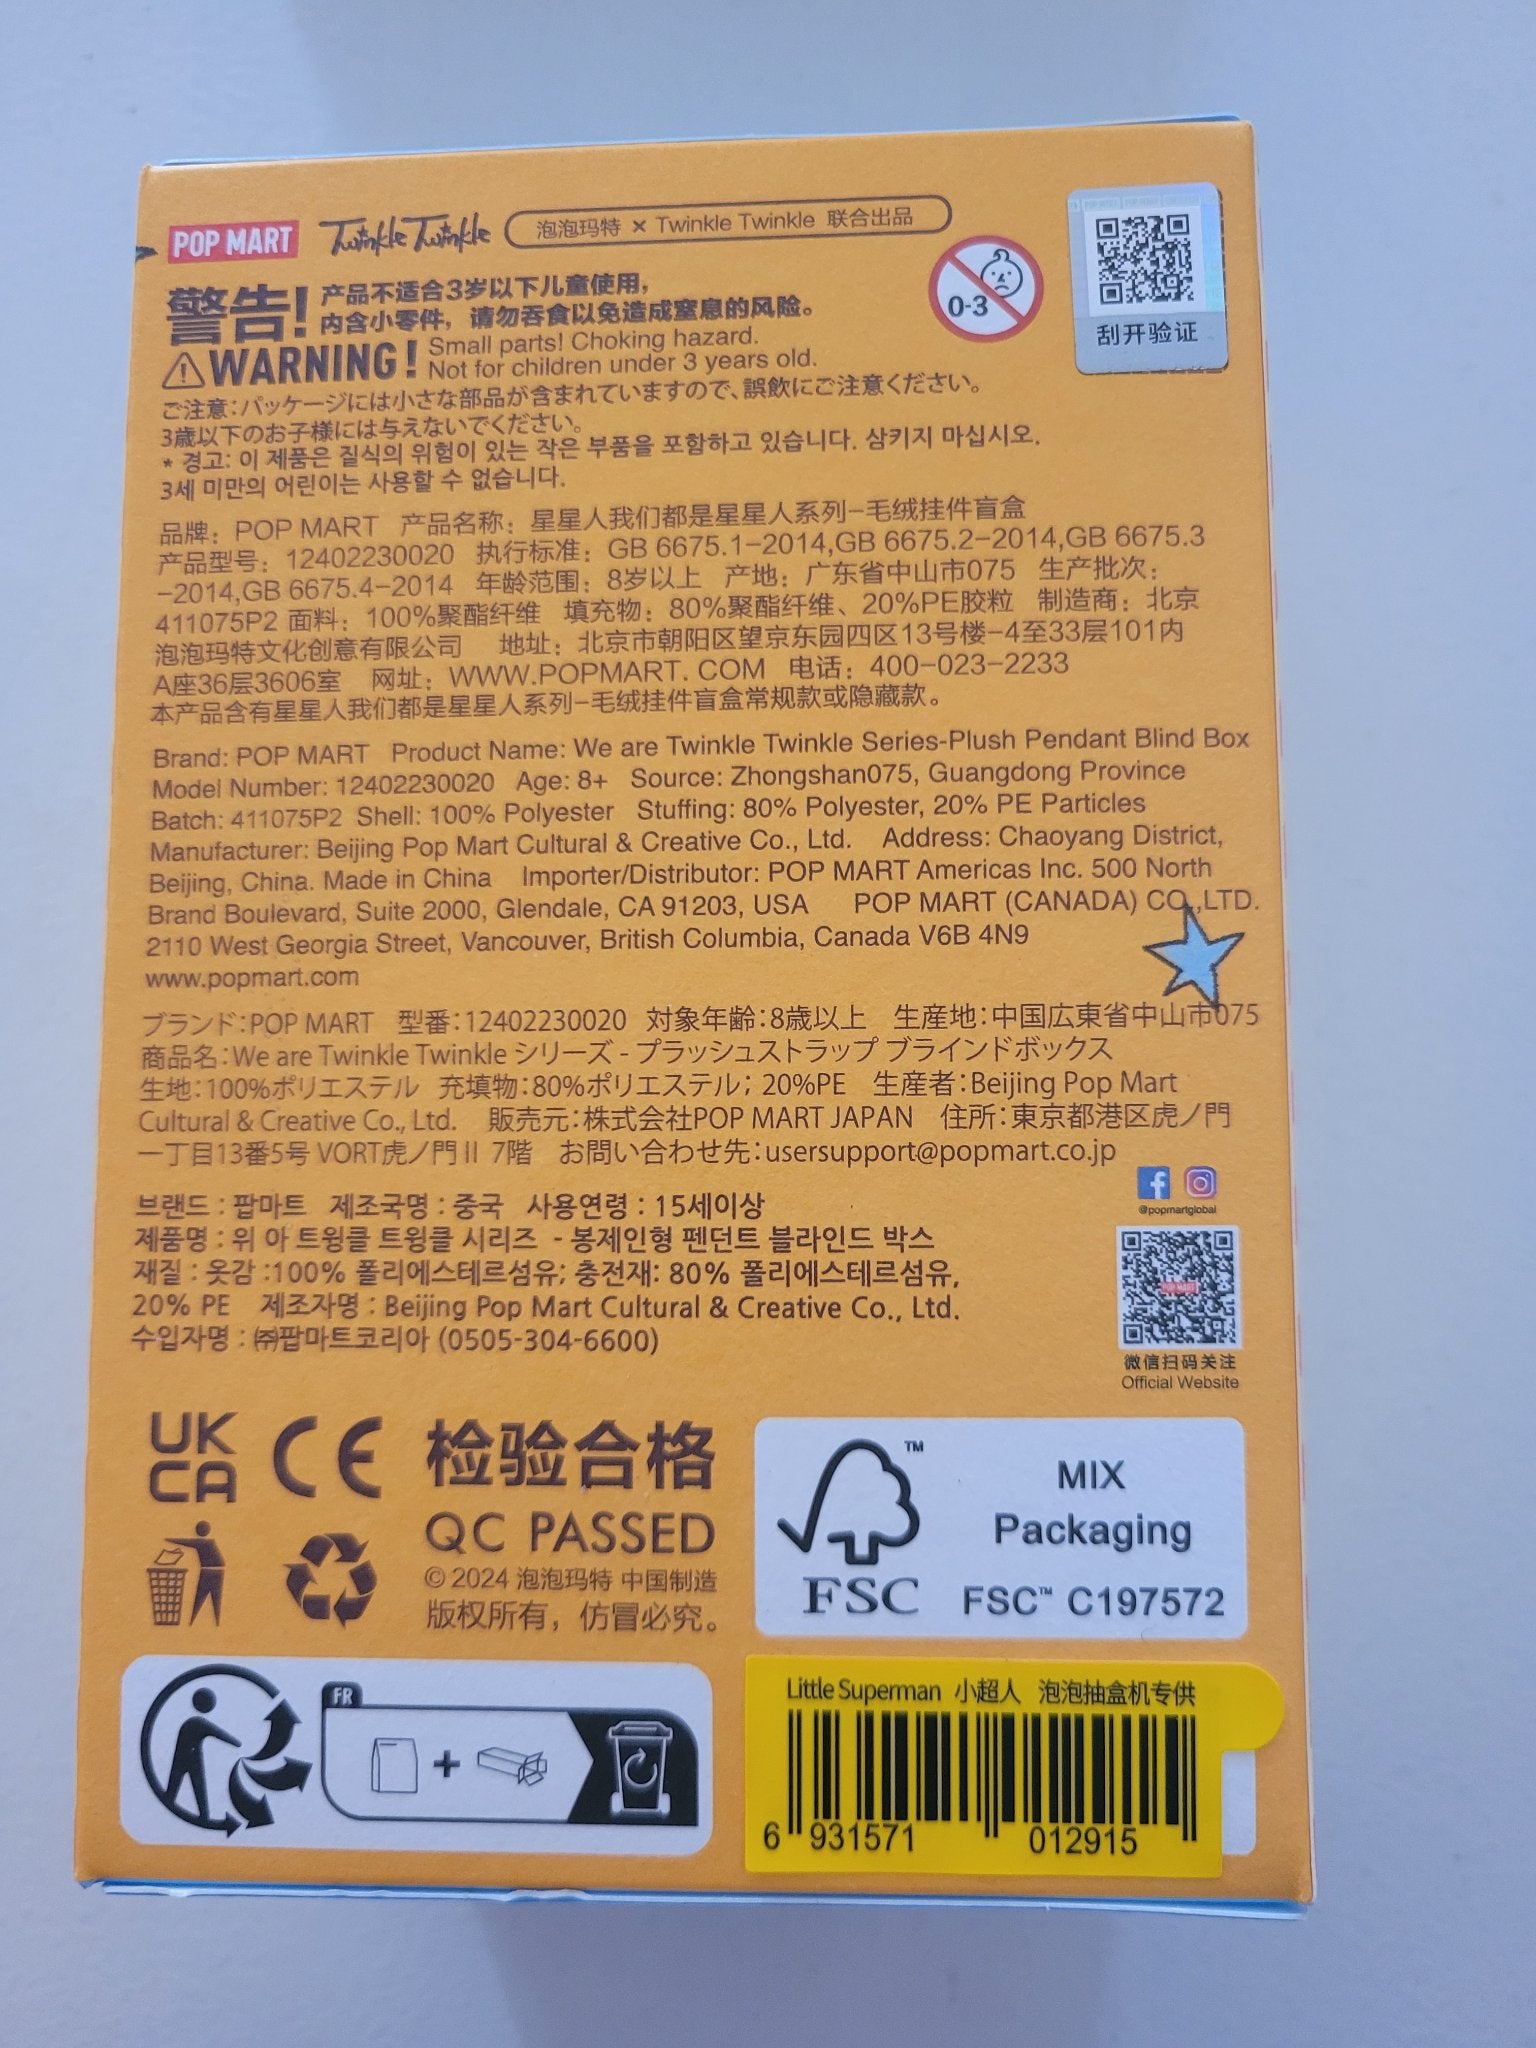 POP MART Twinkle Twinkle 泡泡玛特 × Twinkle Twinkle 联合出品
警告! 产品不适合3岁以下儿童使用，
内含小零件，请勿吞食以免造成窒息的风险。
0-3
刮开验证
WARNING! Small parts! Choking hazard.
Not for children under 3 years old.
ご注意：パッケージには小さな部品が含まれていますので、誤飲にご注意ください。
3歳以下のお子様には与えないでください。
* 경고: 이 제품은 질식의 위험이 있는 작은 부품을 포함하고 있습니다. 삼키지 마십시오.
3세 미만의 어린이는 사용할 수 없습니다.
品牌：POP MART 产品名称：星星人我们都是星星人系列-毛绒挂件盲盒
产品型号：12402230020 执行标准：GB 6675.1-2014,GB 6675.2-2014,GB 6675.3
-2014,GB 6675.4-2014 年龄范围：8岁以上 产地：广东省中山市075 生产批次：
411075P2 面料：100%聚酯纤维 填充物：80%聚酯纤维、20%PE胶粒 制造商：北京
泡泡玛特文化创意有限公司 地址：北京市朝阳区望京东园四区13号楼-4至33层101内
A座36层3606室 网址：WWW.POPMART. COM 电话：400-023-2233
本产品含有星星人我们都是星星人系列-毛绒挂件盲盒常规款或隐藏款。
Brand: POP MART Product Name: We are Twinkle Twinkle Series-Plush Pendant Blind Box
Model Number: 12402230020 Age: 8+ Source: Zhongshan075, Guangdong Province
Batch: 411075P2 Shell: 100% Polyester Stuffing: 80% Polyester, 20% PE Particles
Manufacturer: Beijing Pop Mart Cultural & Creative Co., Ltd. Address: Chaoyang District,
Beijing, China. Made in China Importer/Distributor: POP MART Americas Inc. 500 North
Brand Boulevard, Suite 2000, Glendale, CA 91203, USA POP MART (CANADA) CO.,LTD.
2110 West Georgia Street, Vancouver, British Columbia, Canada V6B 4N9
www.popmart.com
ブランド：POP MART 型番：12402230020 対象年齢：8歳以上 生産地：中国広東省中山市075
商品名：We are Twinkle Twinkle シリーズ - プラッシュストラップ ブラインドボックス
生地：100%ポリエステル 充填物：80%ポリエステル；20%PE 生産者：Beijing Pop Mart
Cultural & Creative Co., Ltd. 販売元：株式会社POP MART JAPAN 住所：東京都港区虎ノ門
一丁目13番5号 VORT虎ノ門II 7階 お問い合わせ先：usersupport@popmart.co.jp
@popmartglobal
브랜드 : 팝마트 제조국명 : 중국 사용연령 : 15세이상
제품명 : 위 아 트윙클 트윙클 시리즈 - 봉제인형 펜던트 블라인드 박스
재질 : 옷감 :100% 폴리에스테르섬유; 충전재: 80% 폴리에스테르섬유,
20% PE 제조자명 : Beijing Pop Mart Cultural & Creative Co., Ltd.
수입자명 : ㈜팝마트코리아 (0505-304-6600)
POP MART
微信扫码关注
Official Website
UK
CA
CE
检验合格
QC PASSED
© 2024 泡泡玛特 中国制造
版权所有，仿冒必究。
TM
FSC
MIX
Packaging
FSC™ C197572
FR
+
Little Superman 小超人 泡泡抽盒机专供
6 931571 012915